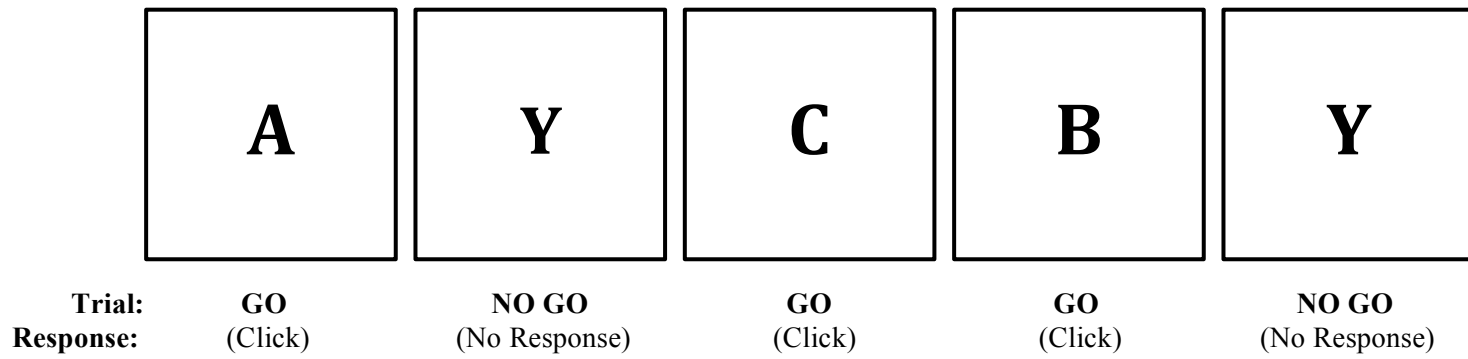 A Y C B Y
Trial: GO NO GO GO GO NO GO
Response: (Click) (No Response) (Click) (Click) (No Response)